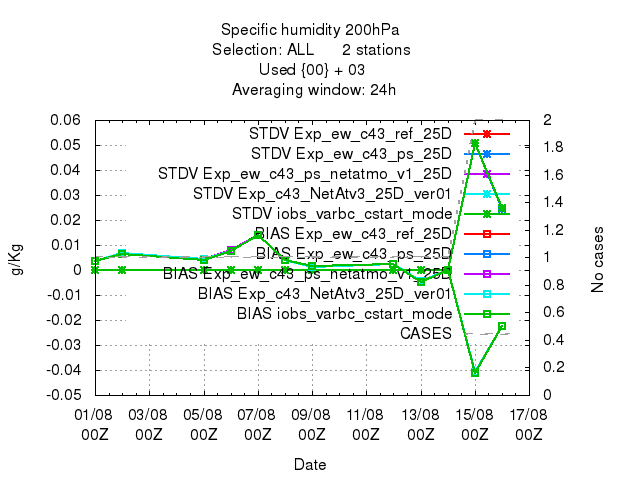 Specific humidity 200hPa
Selection: ALL 2 stations
Used {00} + 03
Averaging window: 24h
0.06
0.05
0.04
0.03
0.02
0.01
0
-0.01
-0.02
-0.03
-0.04
-0.05
g/Kg
STDV Exp_ew_c43_ref_25D
STDV Exp_ew_c43_ps_25D
STDV Exp_ew_c43_ps_netatmo_v1_25D
STDV Exp_c43_NetAtv3_25D_ver01
STDV iobs_varbc_cstart_mode
BIAS Exp_ew_c43_ref_25D
BIAS Exp_ew_c43_ps_25D
BIAS Exp_ew_c43_ps_netatmo_v1_25D
BIAS Exp_c43_NetAtv3_25D_ver01
BIAS iobs_varbc_cstart_mode
CASES
2
1.8
1.6
1.4
1.2
1
0.8
0.6
0.4
0.2
0
No cases
01/08 03/08 05/08 07/08 09/08 11/08 13/08 15/08 17/08
00Z 00Z 00Z 00Z 00Z 00Z 00Z 00Z 00Z
Date